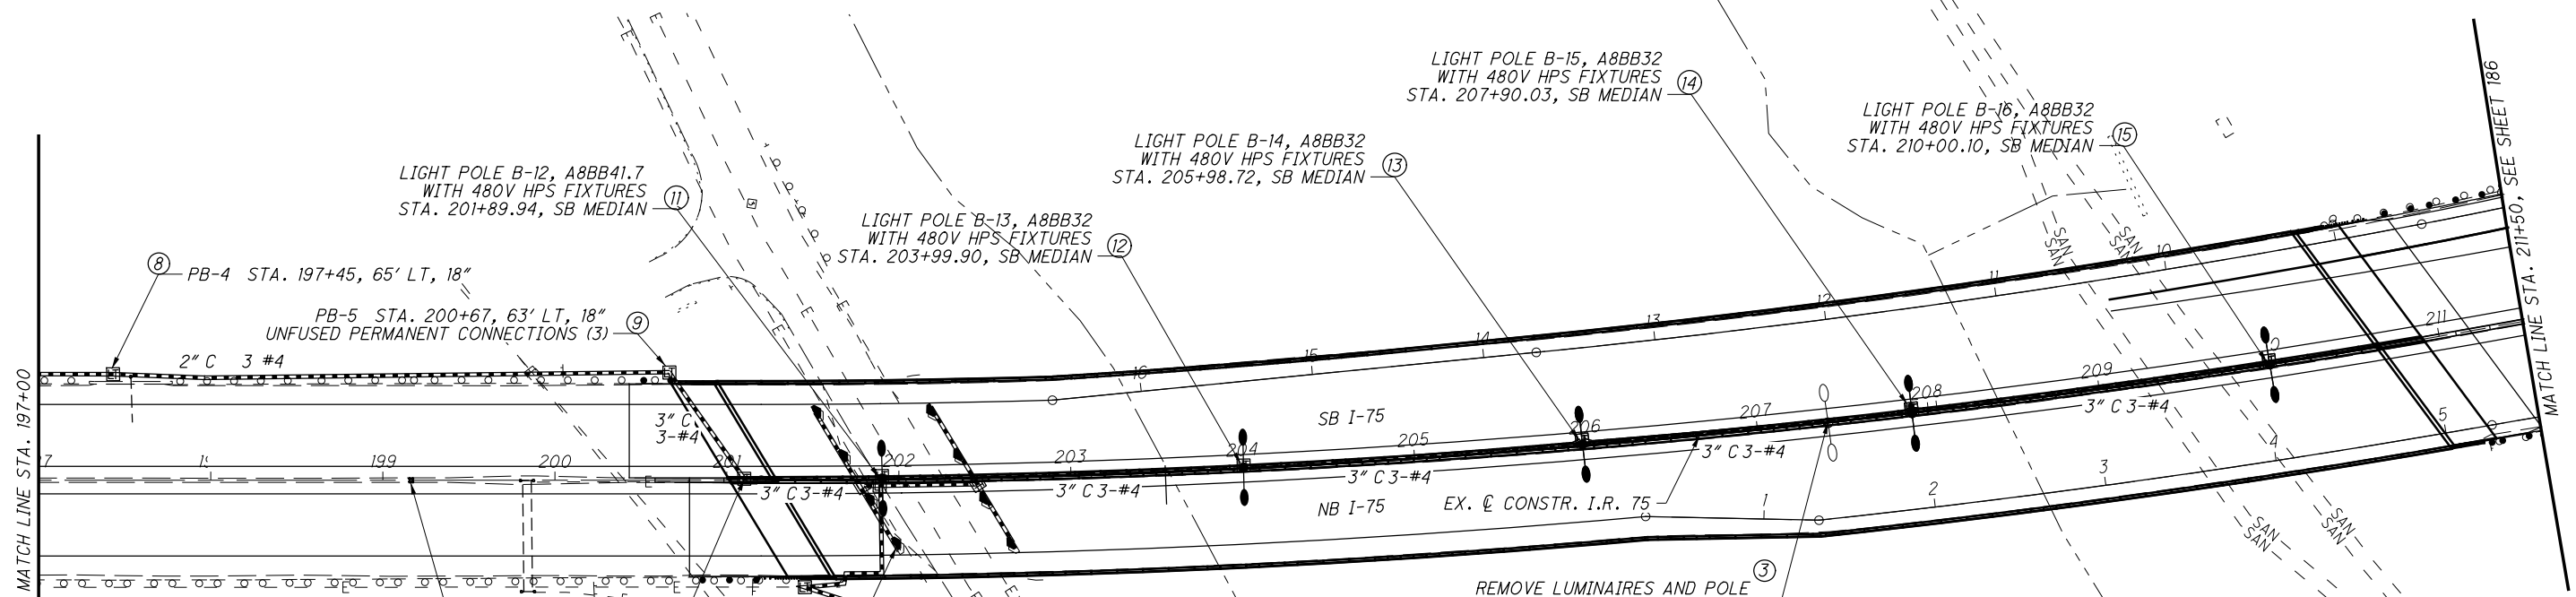 LIGHT POLE B-15, A8BB32
WITH 480V HPS FIXTURES
STA. 207+90.03, SB MEDIAN
14
LIGHT POLE B-16, A8BB32
WITH 480V HPS FIXTURES
STA. 210+00.10, SB MEDIAN
15
LIGHT POLE B-14, A8BB32
WITH 480V HPS FIXTURES
STA. 205+98.72, SB MEDIAN
13
LIGHT POLE B-12, A8BB41.7
WITH 480V HPS FIXTURES
STA. 201+89.94, SB MEDIAN
11
LIGHT POLE B-13, A8BB32
WITH 480V HPS FIXTURES
STA. 203+99.90, SB MEDIAN
12
8
PB-4 STA. 197+45, 65' LT, 18"
PB-5 STA. 200+67, 63' LT, 18"
UNFUSED PERMANENT CONNECTIONS (3)
9
2" C 3 #4
3" C
3-#4
MATCH LINE STA. 197+00
MATCH LINE STA. 211+50, SEE SHEET 186
199
200
201
202
203
204
205
206
207
208
209
211
16
15
14
13
12
11
10
9
1
2
3
4
5
SB I-75
NB I-75
3" C 3-#4
3" C 3-#4
3" C 3-#4
3" C 3-#4
3" C 3-#4
EX. ℄ CONSTR. I.R. 75
3
REMOVE LUMINAIRES AND POLE
SAN
SAN
SAN
SAN
SAN
SAN
SAN
SAN
E
E
E
E
E
E
E
E